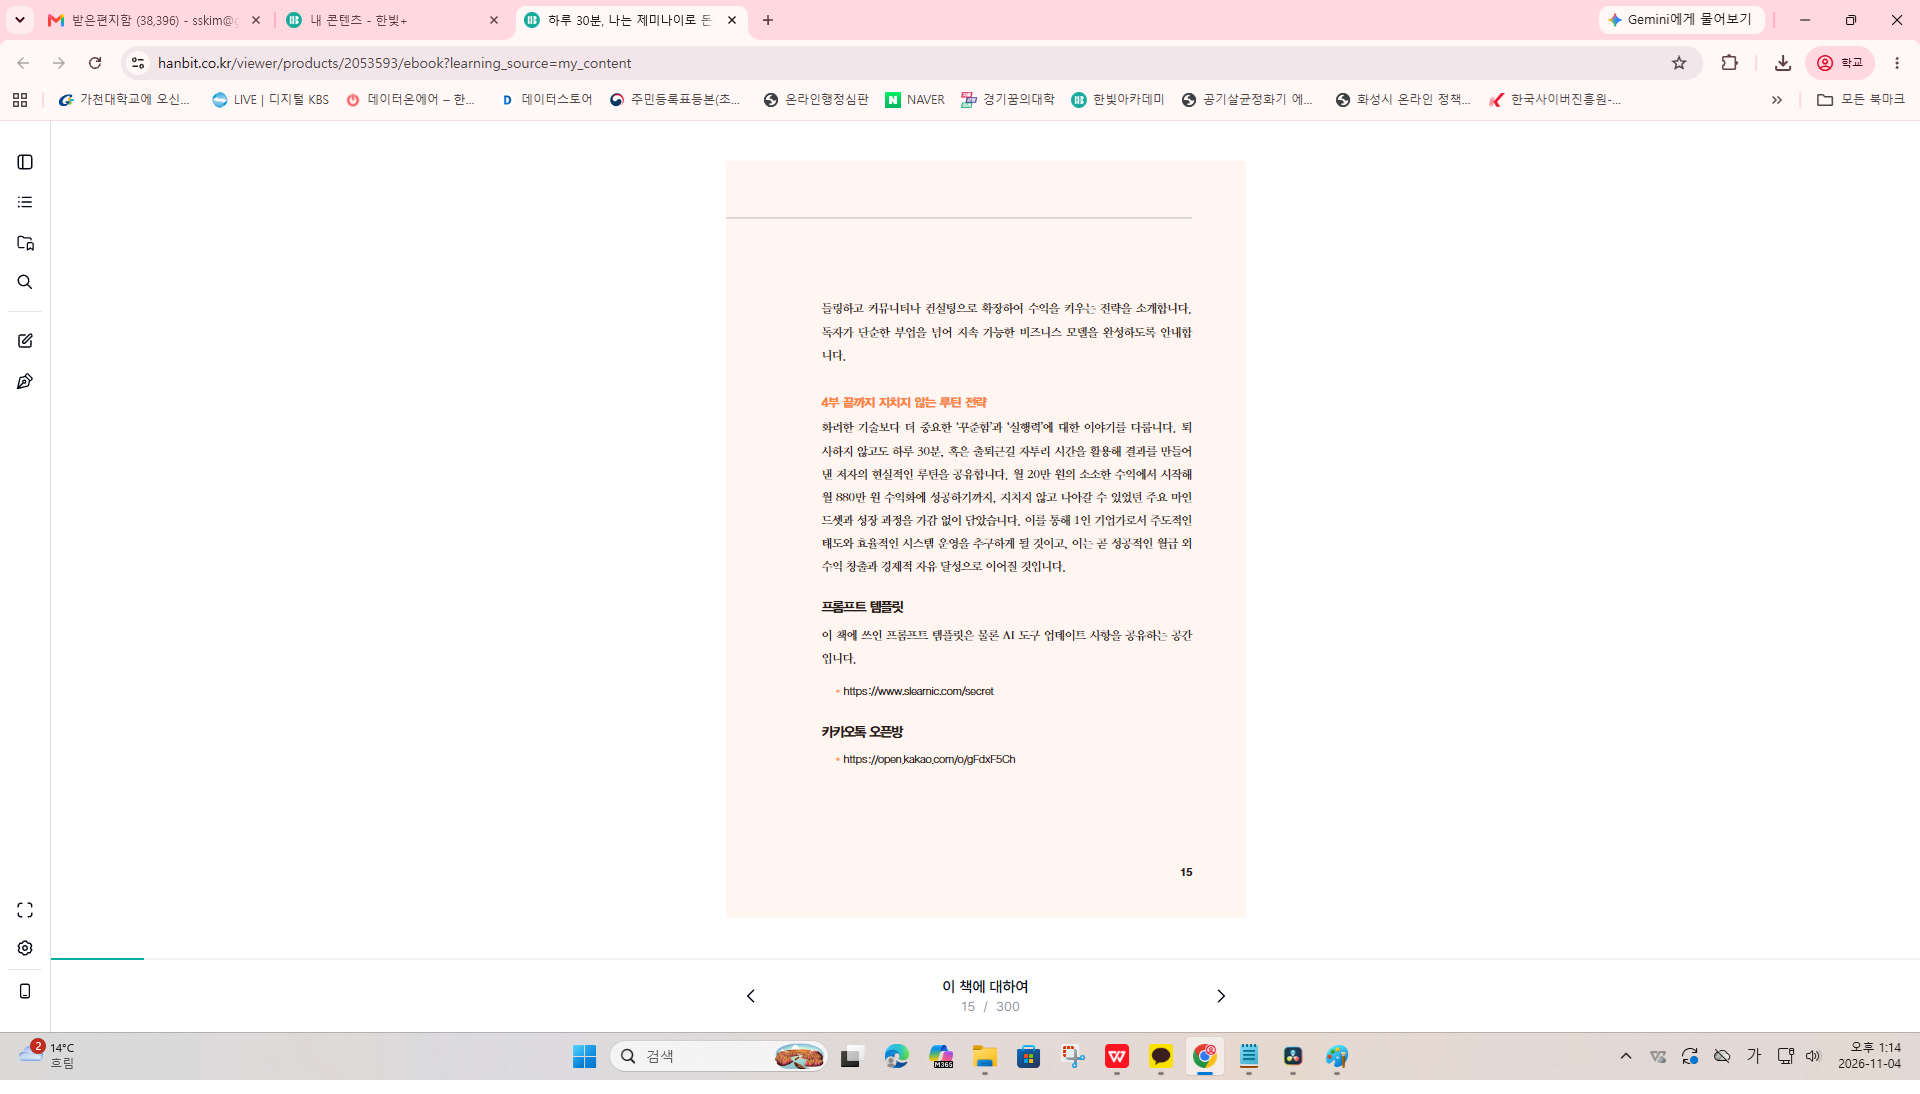 받은편지함 (38,396) - sskim@g
내 콘텐츠 - 한빛+
하루 30분, 나는 제미나이로 돈
Gemini에게 물어보기
hanbit.co.kr/viewer/products/2053593/ebook?learning_source=my_content
학교
가천대학교에 오신...
LIVE | 디지털 KBS
데이터온에어 – 한...
데이터스토어
주민등록표등본(초...
온라인행정심판
NAVER
경기꿈의대학
한빛아카데미
공기살균정화기 에...
화성시 온라인 정책...
한국사이버진흥원-...
모든 북마크
들링하고 커뮤니티나 컨설팅으로 확장하여 수익을 키우는 전략을 소개합니다.
독자가 단순한 부업을 넘어 지속 가능한 비즈니스 모델을 완성하도록 안내합
니다.
4부 끝까지 지치지 않는 루틴 전략
화려한 기술보다 더 중요한 ‘꾸준함’과 ‘실행력’에 대한 이야기를 다룹니다. 퇴
사하지 않고도 하루 30분, 혹은 출퇴근길 자투리 시간을 활용해 결과를 만들어
낸 저자의 현실적인 루틴을 공유합니다. 월 20만 원의 소소한 수익에서 시작해
월 880만 원 수익화에 성공하기까지, 지치지 않고 나아갈 수 있었던 주요 마인
드셋과 성장 과정을 가감 없이 담았습니다. 이를 통해 1인 기업가로서 주도적인
태도와 효율적인 시스템 운영을 추구하게 될 것이고, 이는 곧 성공적인 월급 외
수익 창출과 경제적 자유 달성으로 이어질 것입니다.
프롬프트 템플릿
이 책에 쓰인 프롬프트 템플릿은 물론 AI 도구 업데이트 사항을 공유하는 공간
입니다.
• https://www.slearnic.com/secret
카카오톡 오픈방
• https://open.kakao.com/o/gFdxF5Ch
15
이 책에 대하여
15 / 300
2
14°C
흐림
검색
M365
가
오후 1:14
2026-11-04